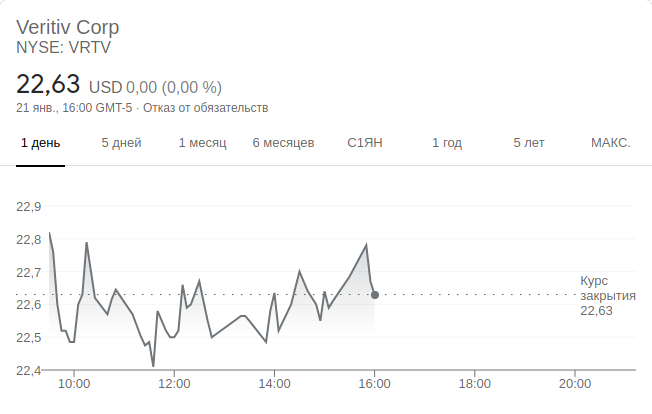 Veritiv Corp
NYSE: VRTV
22,63 USD 0,00 (0,00 %)
21 янв., 16:00 GMT-5 · Отказ от обязательств
1 день 5 дней 1 месяц 6 месяцев С1ЯН 1 год 5 лет МАКС.
22,9
22,8
22,7
22,6
22,5
22,4
Курс
закрытия
22,63
10:00 12:00 14:00 16:00 18:00 20:00